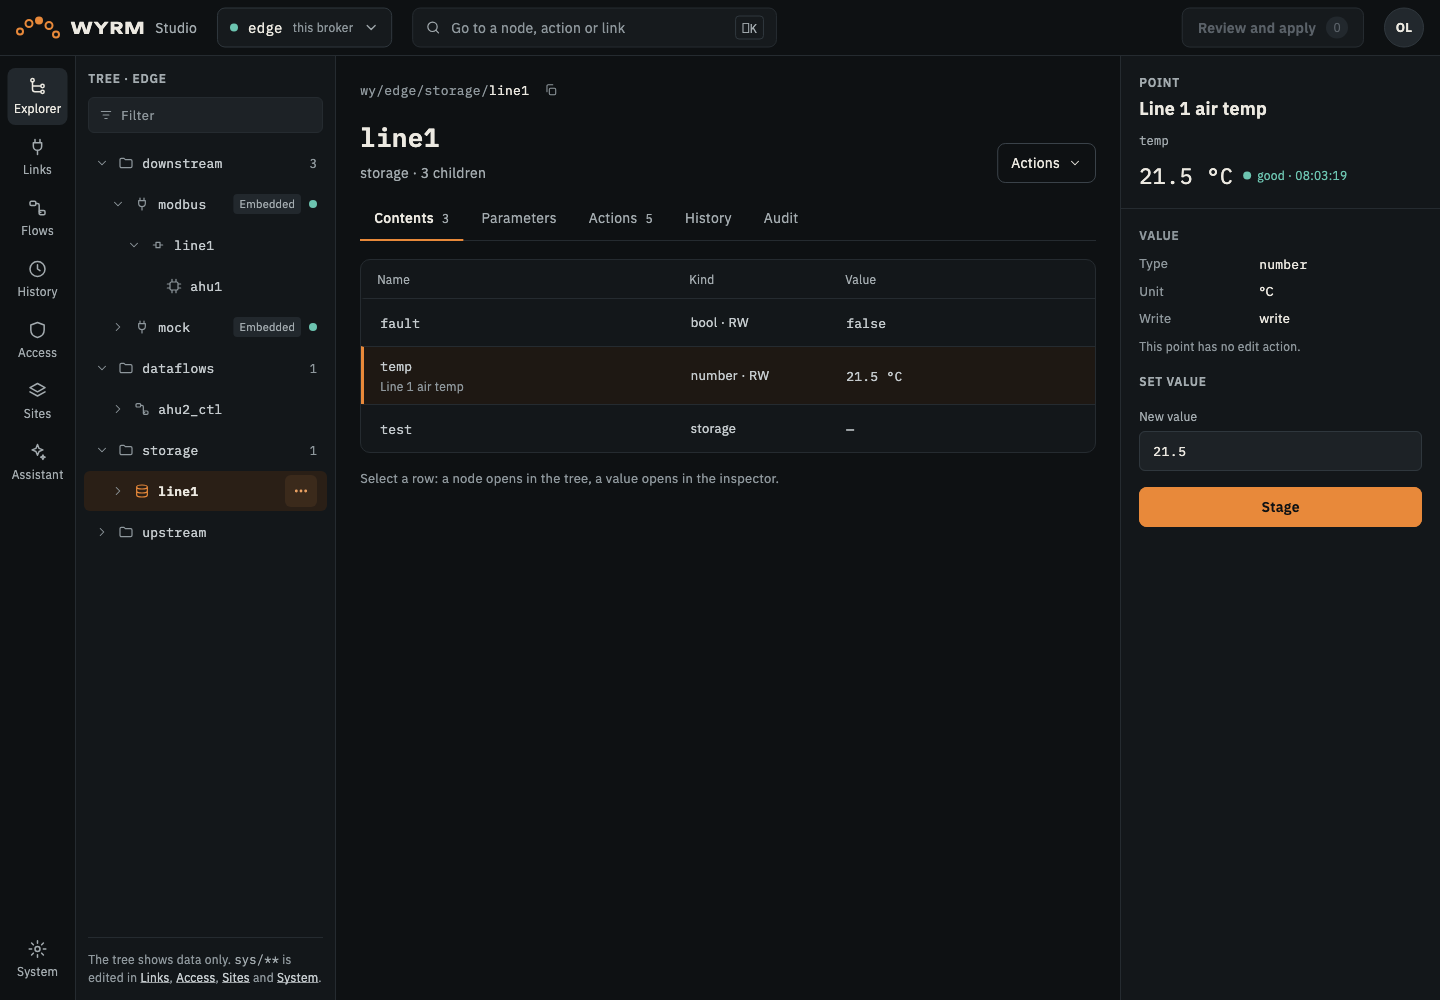 WYRM Studio
edge this broker
Go to a node, action or link
K
Review and apply 0
OL
Explorer
Links
Flows
History
Access
Sites
Assistant
System
TREE · EDGE
Filter
downstream 3
modbus Embedded
line1
ahu1
mock Embedded
dataflows 1
ahu2_ctl
storage 1
line1
upstream
The tree shows data only. sys/** is
edited in Links, Access, Sites and System.
wy/edge/storage/line1
line1
storage · 3 children
Actions
Contents 3 Parameters Actions 5 History Audit
Name Kind Value
fault bool · RW false
temp number · RW 21.5 °C
Line 1 air temp
test storage —
Select a row: a node opens in the tree, a value opens in the inspector.
POINT
Line 1 air temp
temp
21.5 °C good · 08:03:19
VALUE
Type number
Unit °C
Write write
This point has no edit action.
SET VALUE
New value
21.5
Stage